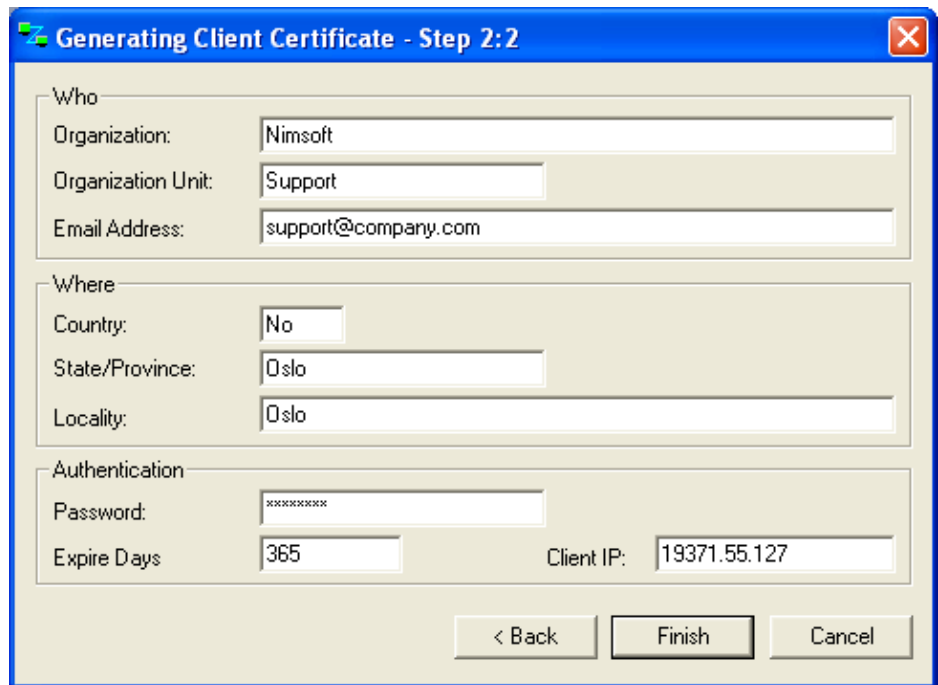 Generating Client Certificate - Step 2:2
Who
Organization: Nimsoft
Organization Unit: Support
Email Address: support@company.com
Where
Country: No
State/Province: Oslo
Locality: Oslo
Authentication
Password: ********
Expire Days 365 Client IP: 19371.55.127
< Back Finish Cancel